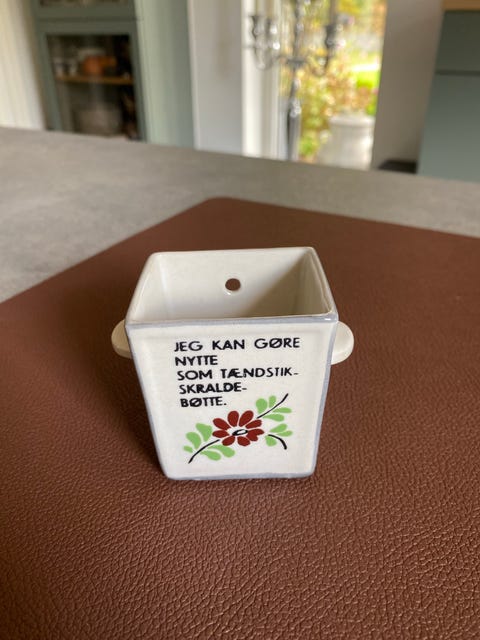 JEG KAN GØRE
NYTTE
SOM TÆNDSTIK-
SKRALDE-
BØTTE.